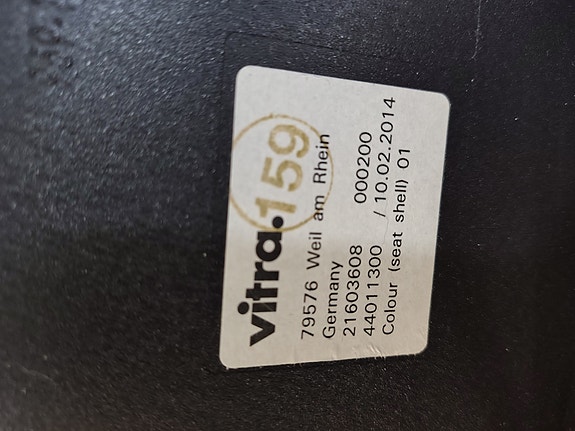 vitra.
159
79576 Weil am Rhein
Germany
21603608 000200
44011300 / 10.02.2014
Colour (seat shell) 01